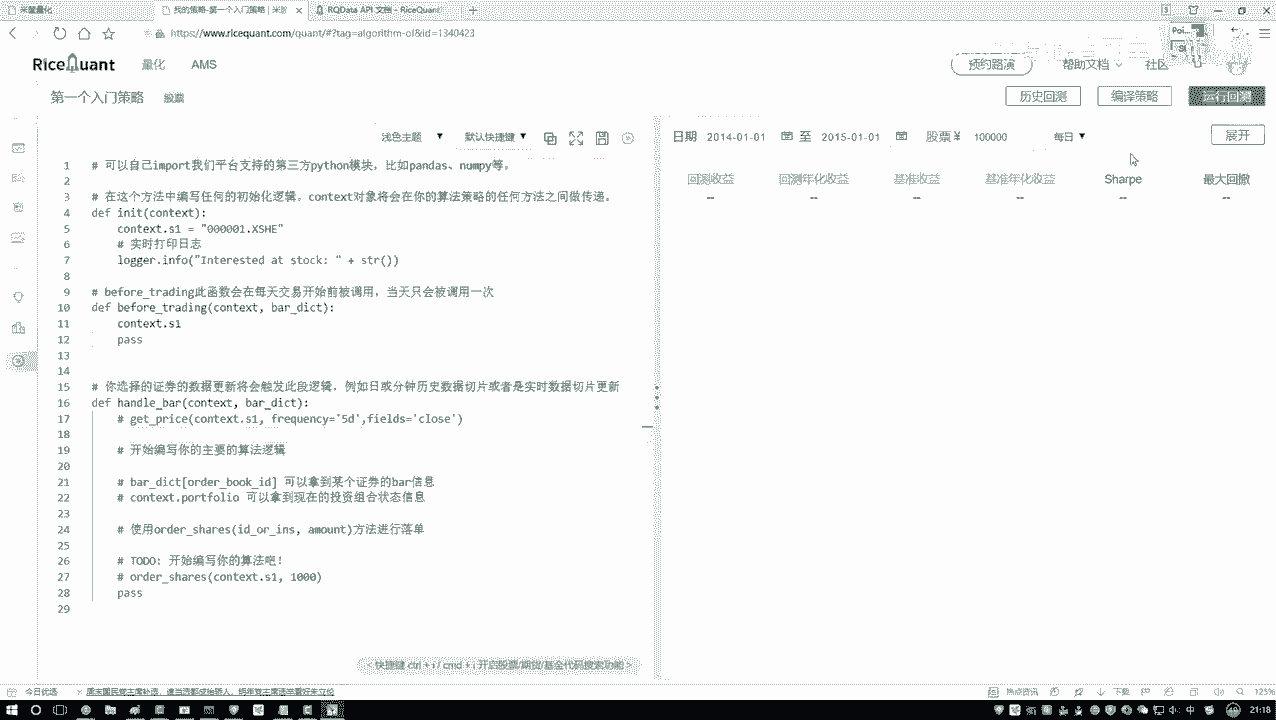 米筐量化
我的策略-第一个入门策略 | 米筐
RQData API 文档 - RiceQuant
https://www.ricequant.com/quant/#?tag=algorithm-of&id=1340423
RiceQuant
量化
AMS
预约路演
帮助文档
社区
第一个入门策略
股票
历史回测
编译策略
运行回测
浅色主题
默认快捷键
日期 2014-01-01 至 2015-01-01 股票 ¥ 100000 每日
展开
回测收益 回测年化收益 基准收益 基准年化收益 Sharpe 最大回撤
-- -- -- -- -- --
1 # 可以自己import我们平台支持的第三方python模块，比如pandas、numpy等。
2
3 # 在这个方法中编写任何的初始化逻辑。context对象将会在你的算法策略的任何方法之间做传递。
4 def init(context):
5 context.s1 = "000001.XSHE"
6 # 实时打印日志
7 logger.info("Interested at stock: " + str())
8
9 # before_trading此函数会在每天交易开始前被调用，当天只会被调用一次
10 def before_trading(context, bar_dict):
11 context.s1
12 pass
13
14
15 # 你选择的证券的数据更新将会触发此段逻辑，例如日或分钟历史数据切片或者是实时数据切片更新
16 def handle_bar(context, bar_dict):
17 # get_price(context.s1, frequency='5d',fields='close')
18
19 # 开始编写你的主要的算法逻辑
20
21 # bar_dict[order_book_id] 可以拿到某个证券的bar信息
22 # context.portfolio 可以拿到现在的投资组合状态信息
23
24 # 使用order_shares(id_or_ins, amount)方法进行落单
25
26 # TODO: 开始编写你的算法吧！
27 # order_shares(context.s1, 1000)
28 pass
29
< 快捷键 ctrl + i / cmd + i 开启股票/期货/基金代码搜索功能 >
今日优选
热点资讯
下载
125%
中
21:18